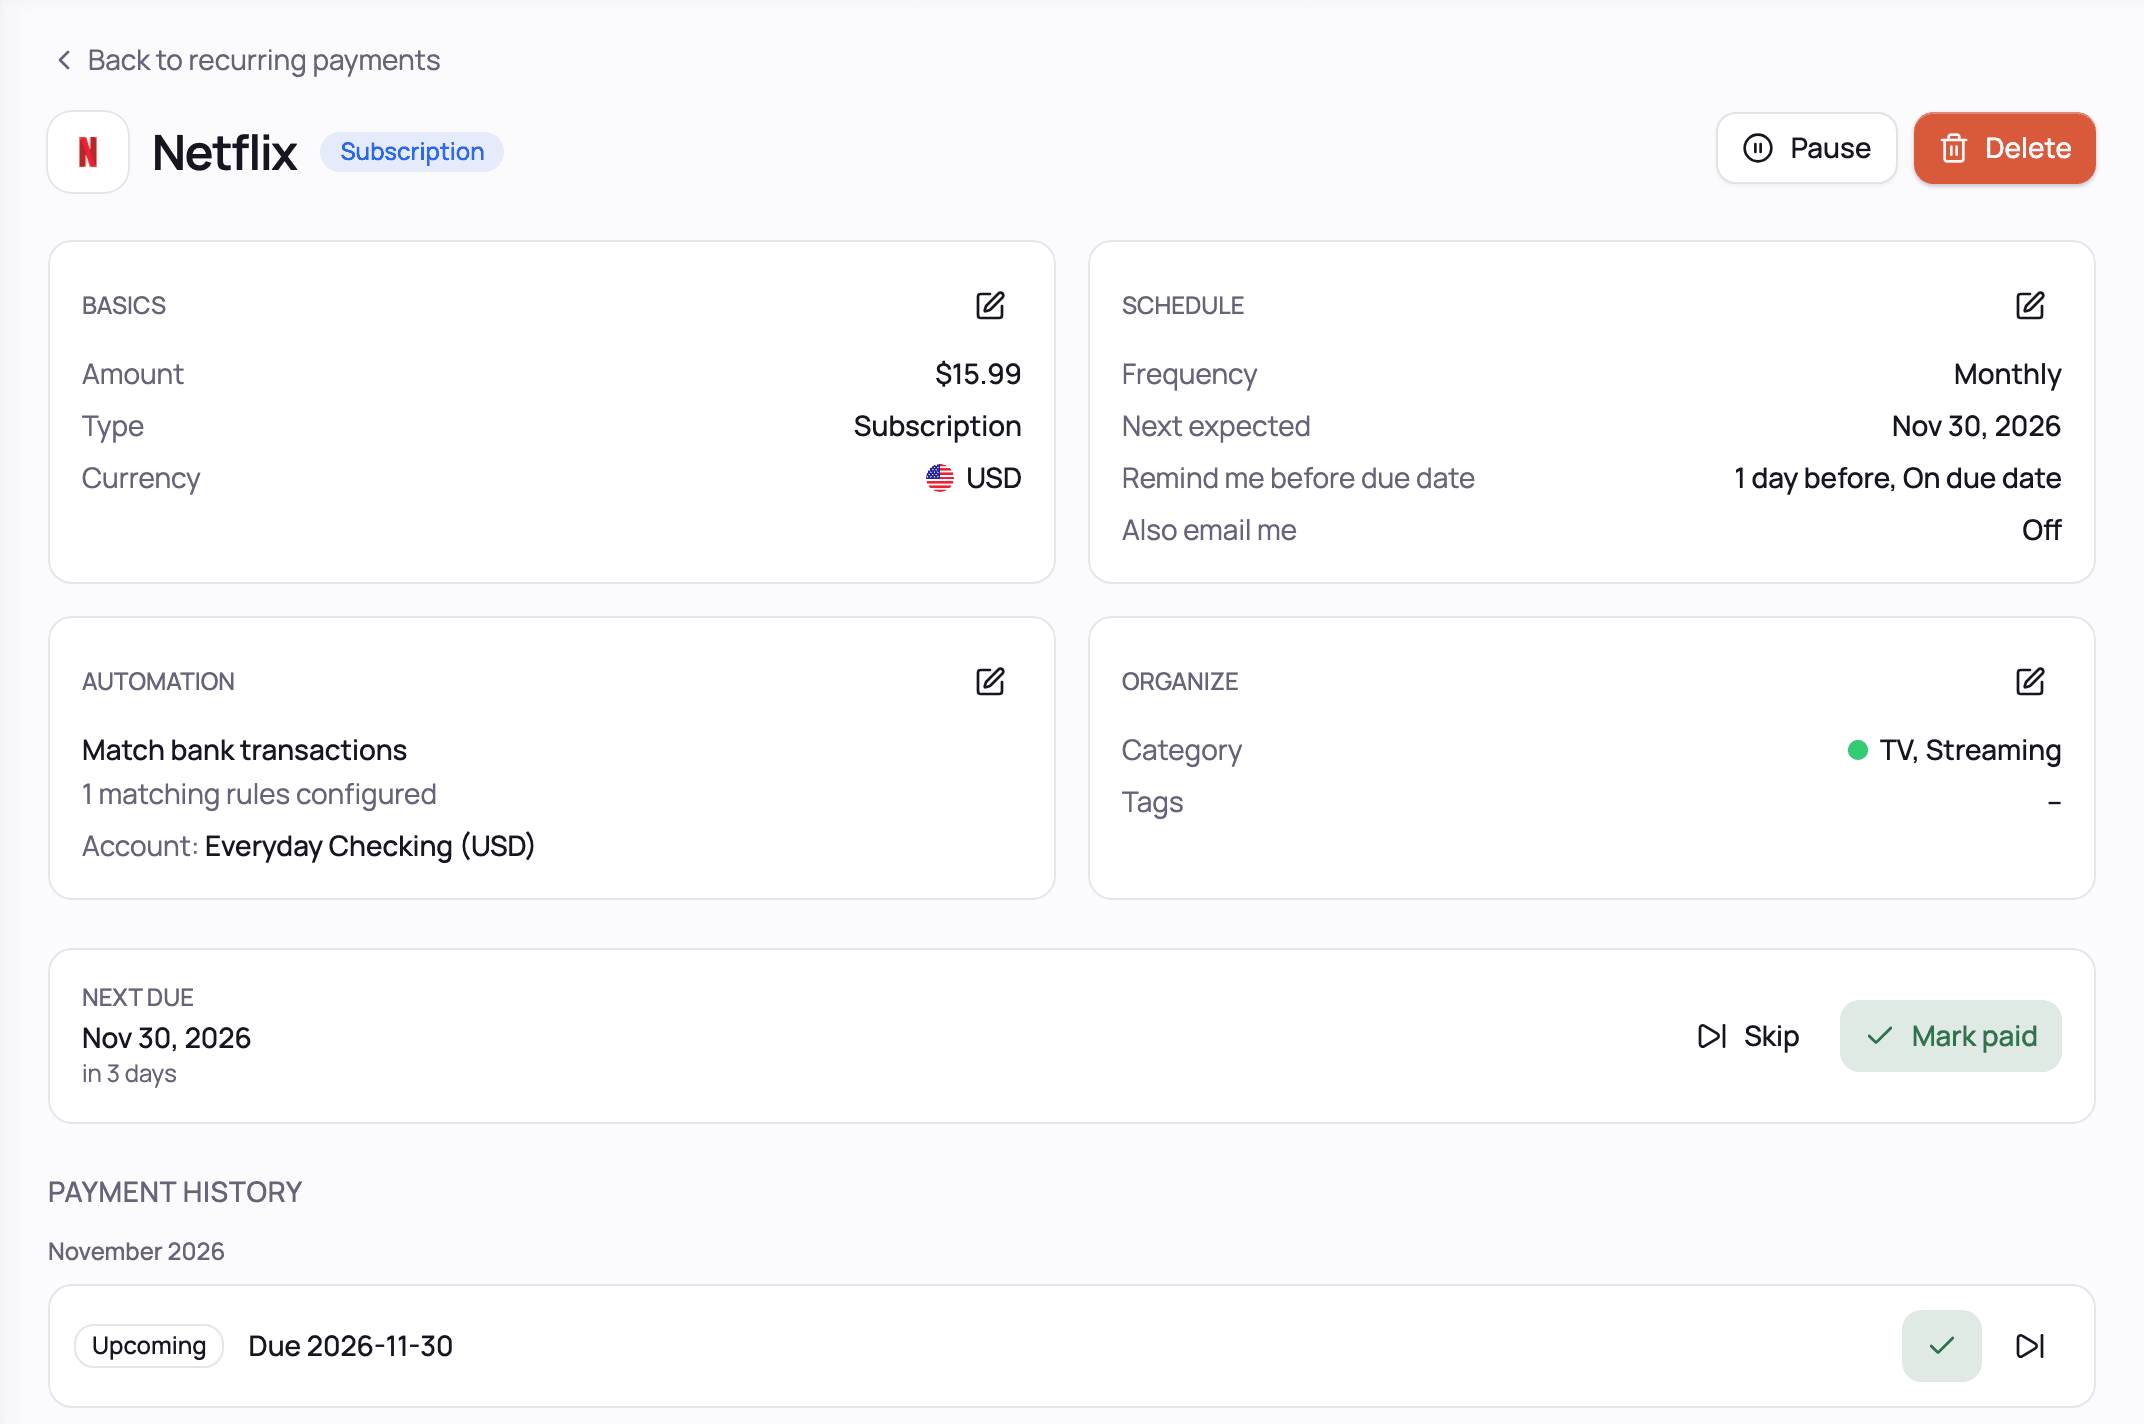 Back to recurring payments
N
Netflix
Subscription
Pause
Delete
BASICS
Amount $15.99
Type Subscription
Currency USD
SCHEDULE
Frequency Monthly
Next expected Nov 30, 2026
Remind me before due date 1 day before, On due date
Also email me Off
AUTOMATION
Match bank transactions
1 matching rules configured
Account: Everyday Checking (USD)
ORGANIZE
Category TV, Streaming
Tags –
NEXT DUE
Nov 30, 2026
in 3 days
Skip
Mark paid
PAYMENT HISTORY
November 2026
Upcoming Due 2026-11-30